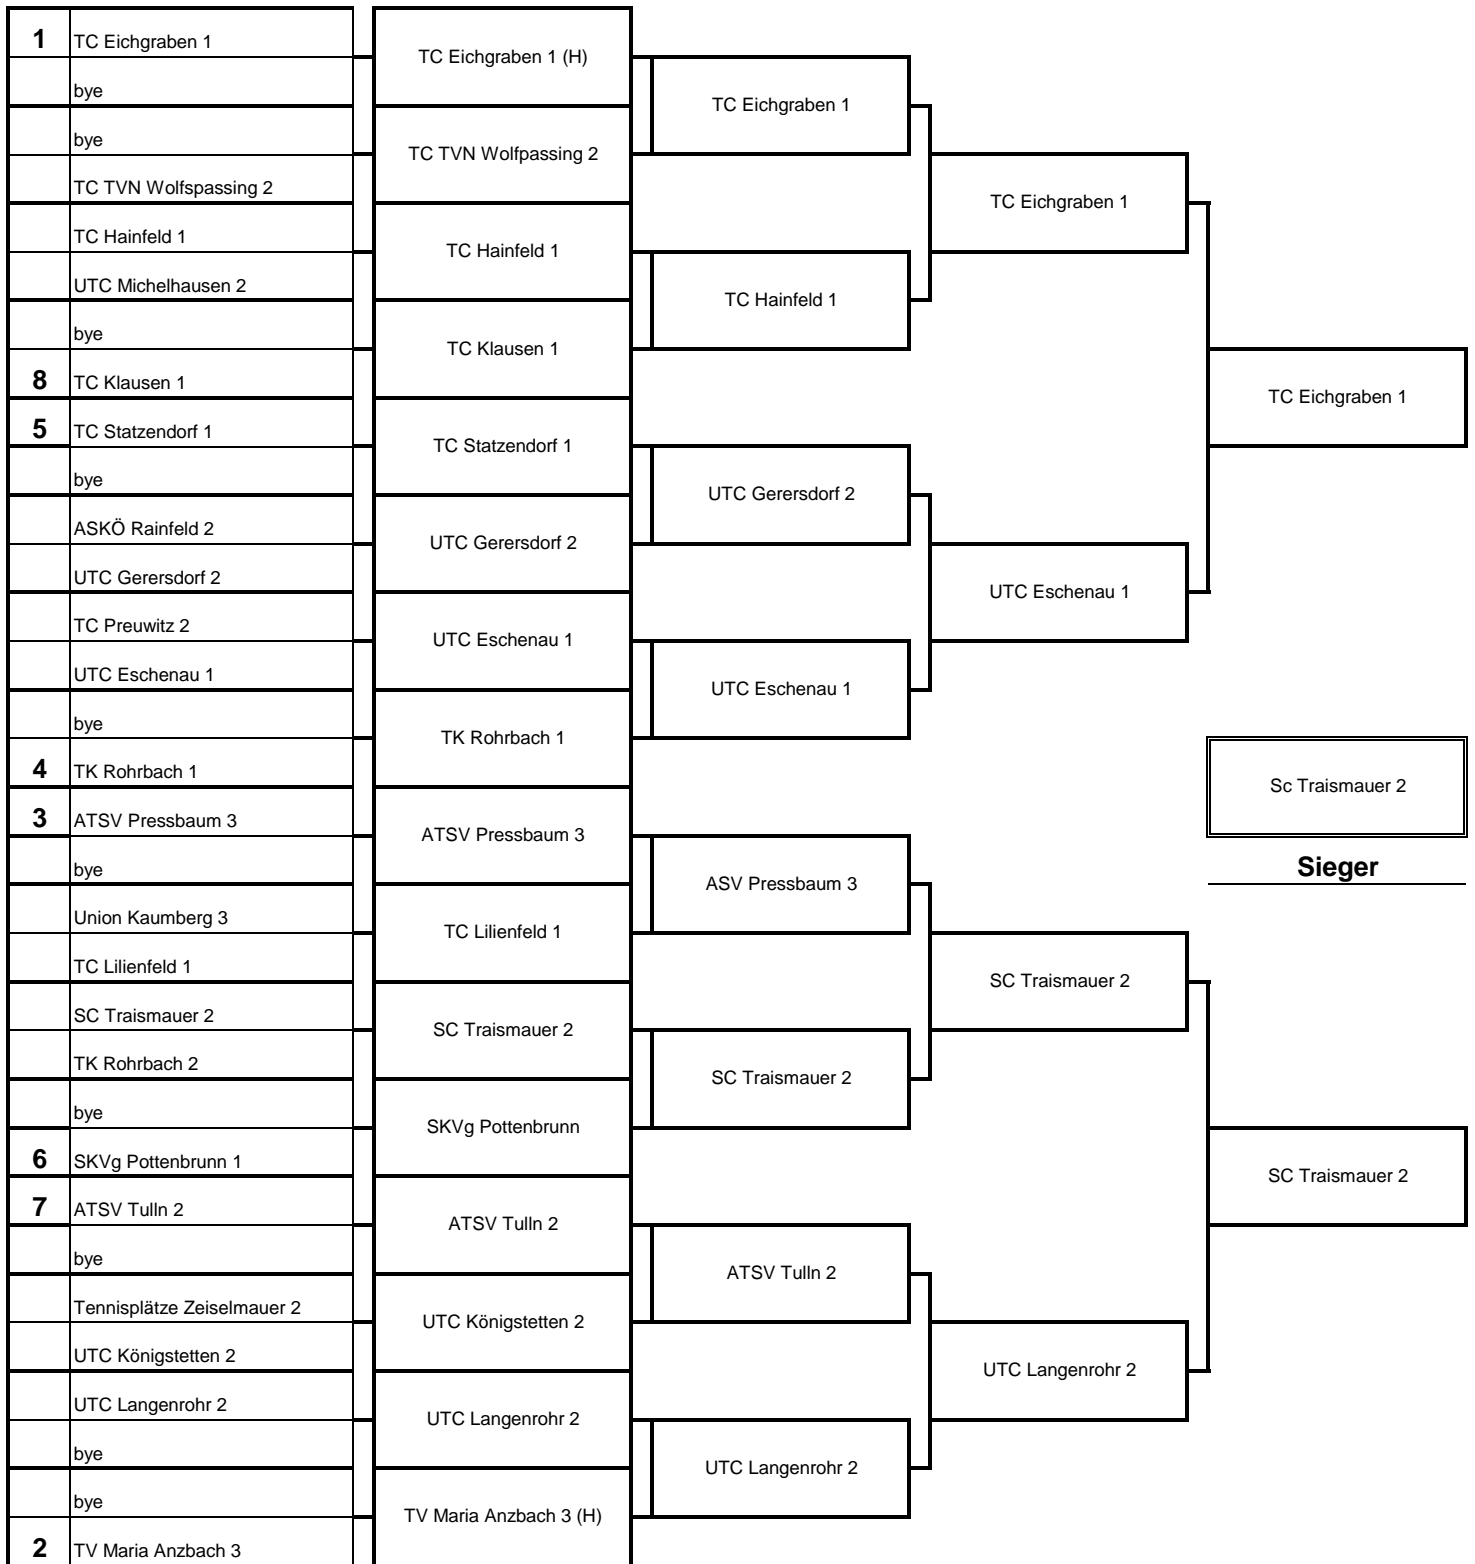 1 TC Eichgraben 1
bye
bye
TC TVN Wolfspassing 2
TC Hainfeld 1
UTC Michelhausen 2
bye
8 TC Klausen 1
5 TC Statzendorf 1
bye
ASKÖ Rainfeld 2
UTC Gerersdorf 2
TC Preuwitz 2
UTC Eschenau 1
bye
4 TK Rohrbach 1
3 ATSV Pressbaum 3
bye
Union Kaumberg 3
TC Lilienfeld 1
SC Traismauer 2
TK Rohrbach 2
bye
6 SKVg Pottenbrunn 1
7 ATSV Tulln 2
bye
Tennisplätze Zeiselmauer 2
UTC Königstetten 2
UTC Langenrohr 2
bye
bye
2 TV Maria Anzbach 3
TC Eichgraben 1 (H)
TC TVN Wolfpassing 2
TC Hainfeld 1
TC Klausen 1
TC Statzendorf 1
UTC Gerersdorf 2
UTC Eschenau 1
TK Rohrbach 1
ATSV Pressbaum 3
TC Lilienfeld 1
SC Traismauer 2
SKVg Pottenbrunn
ATSV Tulln 2
UTC Königstetten 2
UTC Langenrohr 2
TV Maria Anzbach 3 (H)
TC Eichgraben 1
TC Hainfeld 1
UTC Gerersdorf 2
UTC Eschenau 1
ASV Pressbaum 3
SC Traismauer 2
ATSV Tulln 2
UTC Langenrohr 2
TC Eichgraben 1
UTC Eschenau 1
SC Traismauer 2
UTC Langenrohr 2
TC Eichgraben 1
Sc Traismauer 2
Sieger
SC Traismauer 2